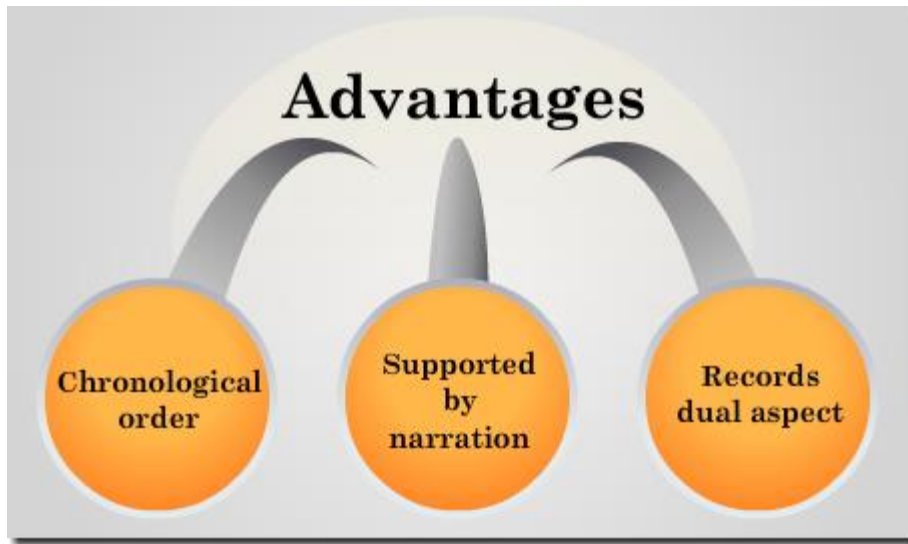 Advantages
Chronological
order
Supported
by
narration
Records
dual aspect